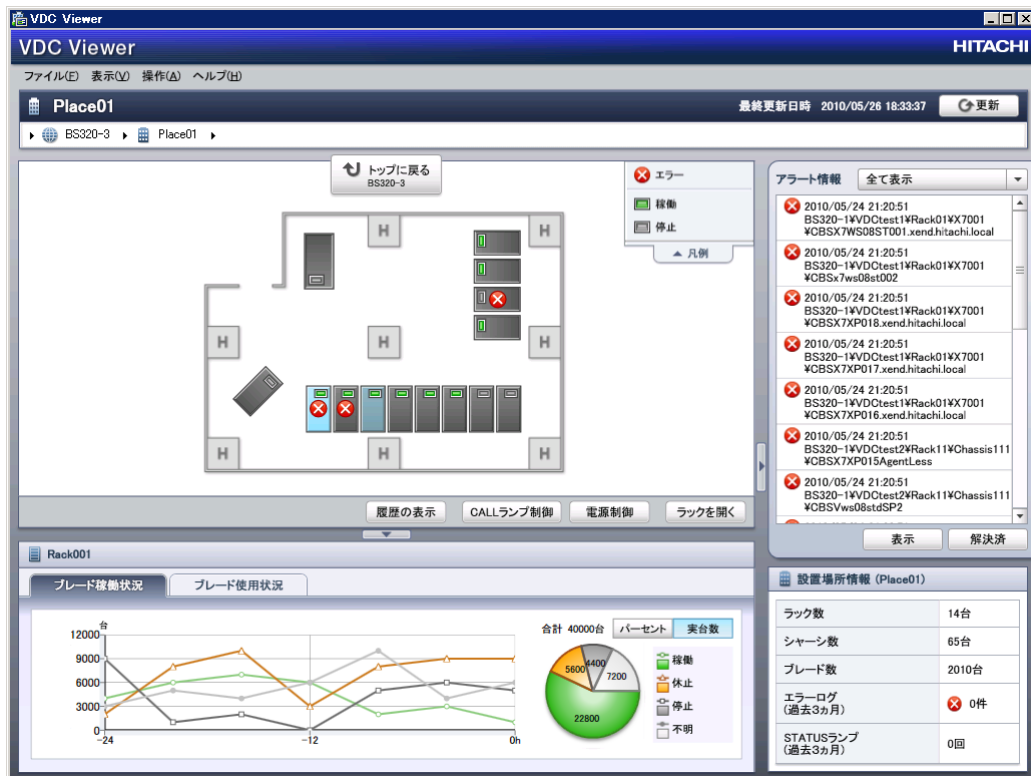 VDC Viewer
VDC Viewer
HITACHI
ファイル(F) 表示(V) 操作(A) ヘルプ(H)
Place01
最終更新日時 2010/05/26 18:33:37
更新
BS320-3 Place01
トップに戻る
BS320-3
エラー
稼働
停止
凡例
H
H
H
H
H
H
H
H
履歴の表示
CALLランプ制御
電源制御
ラックを開く
アラート情報
全て表示
2010/05/24 21:20:51
BS320-1¥VDCtest1¥Rack01¥X7001
¥CBSX7WS08ST001.xend.hitachi.local
2010/05/24 21:20:51
BS320-1¥VDCtest1¥Rack01¥X7001
¥CBSx7ws08st002
2010/05/24 21:20:51
BS320-1¥VDCtest1¥Rack01¥X7001
¥CBSX7XP018.xend.hitachi.local
2010/05/24 21:20:51
BS320-1¥VDCtest1¥Rack01¥X7001
¥CBSX7XP017.xend.hitachi.local
2010/05/24 21:20:51
BS320-1¥VDCtest1¥Rack01¥X7001
¥CBSX7XP016.xend.hitachi.local
2010/05/24 21:20:51
BS320-1¥VDCtest2¥Rack11¥Chassis111
¥CBSX7XP015AgentLess
2010/05/24 21:20:51
BS320-1¥VDCtest2¥Rack11¥Chassis111
¥CBSVws08stdSP2
表示
解決済
Rack001
ブレード稼働状況
ブレード使用状況
台
12000
9000
6000
3000
0
-24
-12
0h
合計 40000台
パーセント
実台数
5600
4400
7200
22800
稼働
休止
停止
不明
設置場所情報 (Place01)
ラック数 14台
シャーシ数 65台
ブレード数 2010台
エラーログ
(過去3ヵ月)
0件
STATUSランプ
(過去3ヵ月)
0回